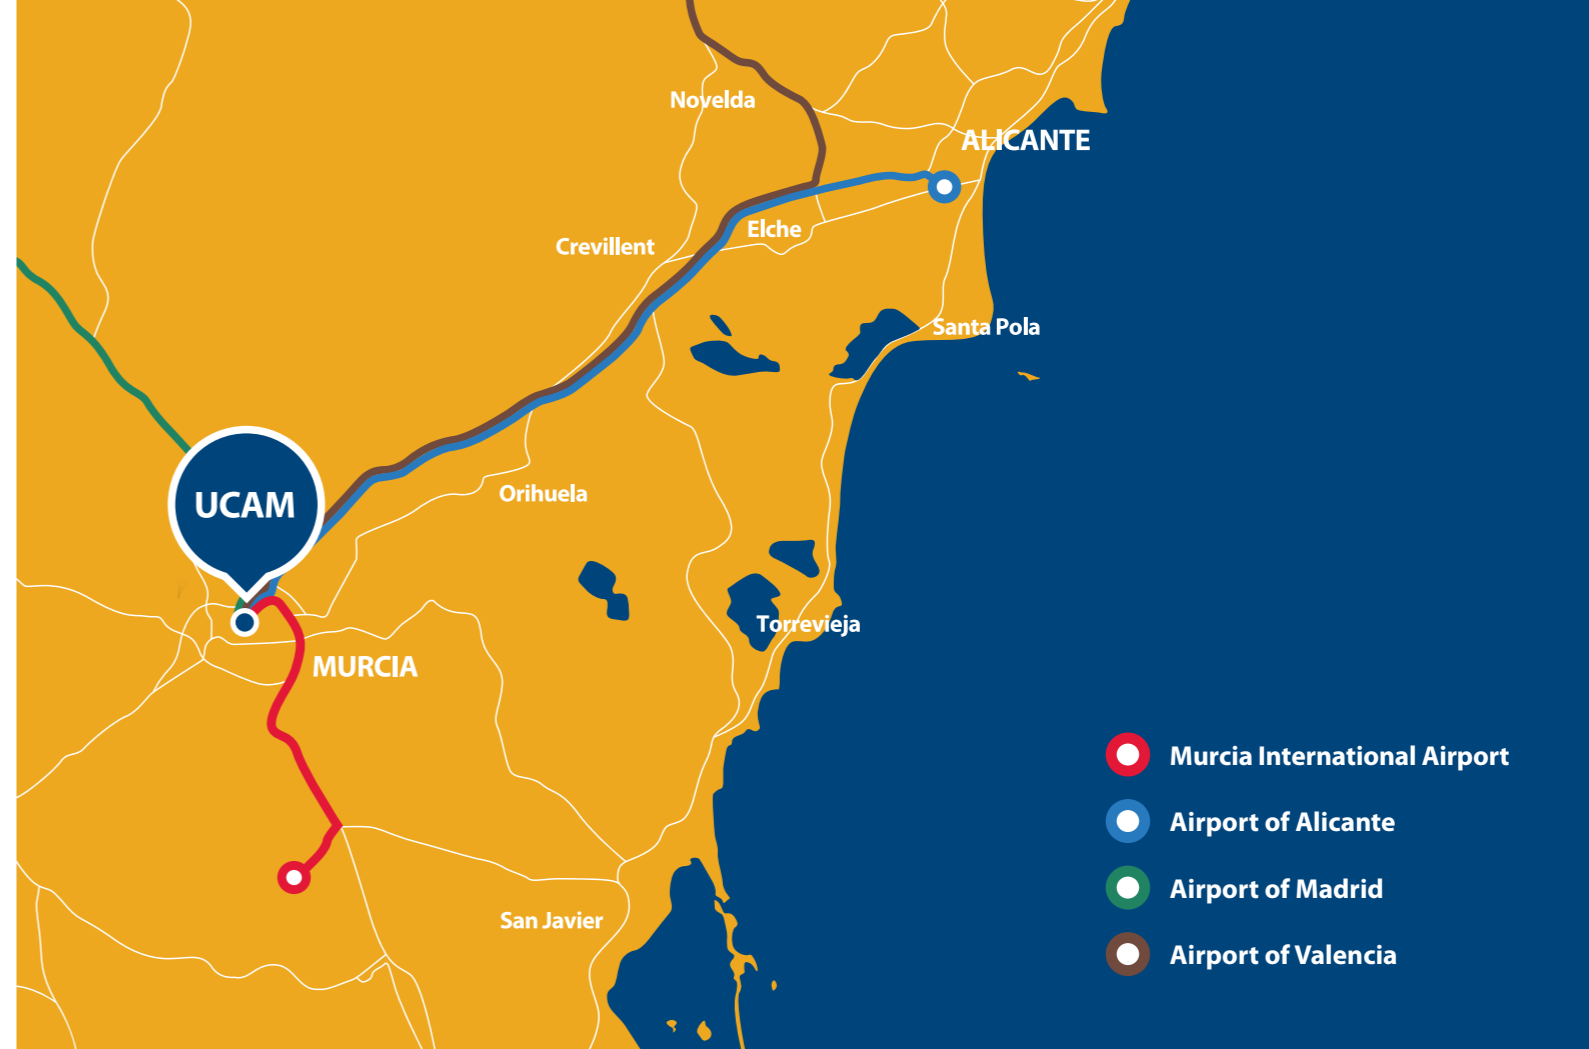 Novelda
ALICANTE
Elche
Crevillent
Santa Pola
Orihuela
UCAM
Torrevieja
MURCIA
San Javier
Murcia International Airport
Airport of Alicante
Airport of Madrid
Airport of Valencia